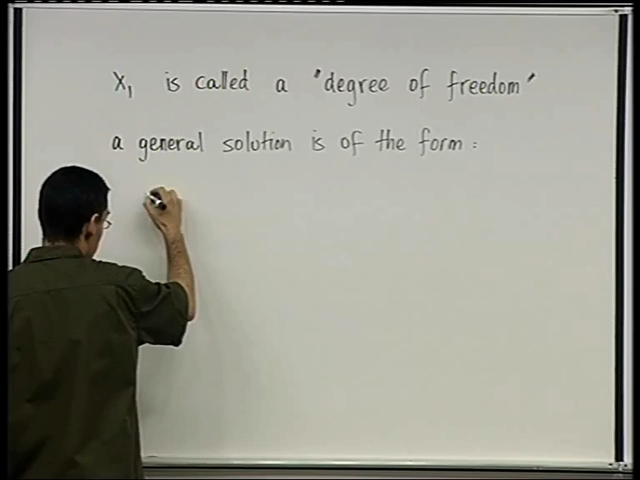 x₁ is called a "degree of freedom"
a general solution is of the form: